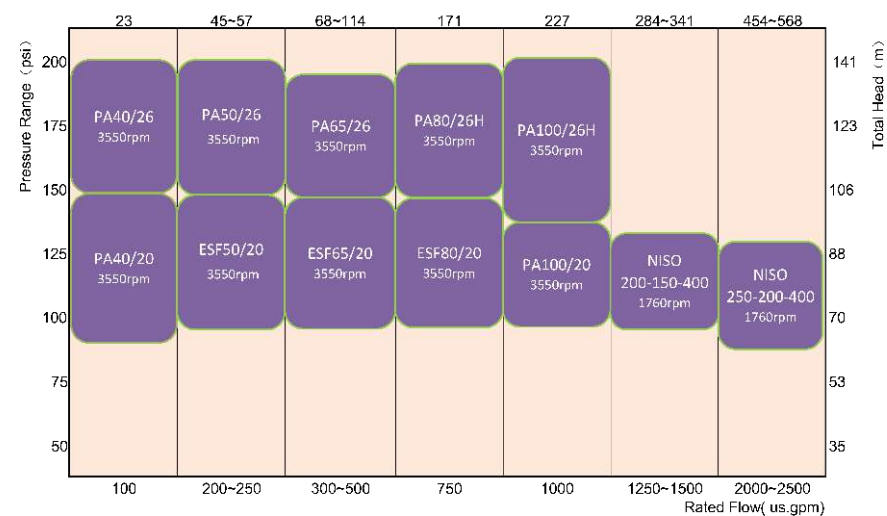 23 45~57 68~114 171 227 284~341 454~568
Pressure Range (psi)
200
175
150
125
100
75
50
Total Head (m)
141
123
106
88
70
53
35
PA40/26
3550rpm
PA50/26
3550rpm
PA65/26
3550rpm
PA80/26H
3550rpm
PA100/26H
3550rpm
PA40/20
3550rpm
ESF50/20
3550rpm
ESF65/20
3550rpm
ESF80/20
3550rpm
PA100/20
3550rpm
NISO
200-150-400
1760rpm
NISO
250-200-400
1760rpm
100 200~250 300~500 750 1000 1250~1500 2000~2500
Rated Flow( us.gpm)